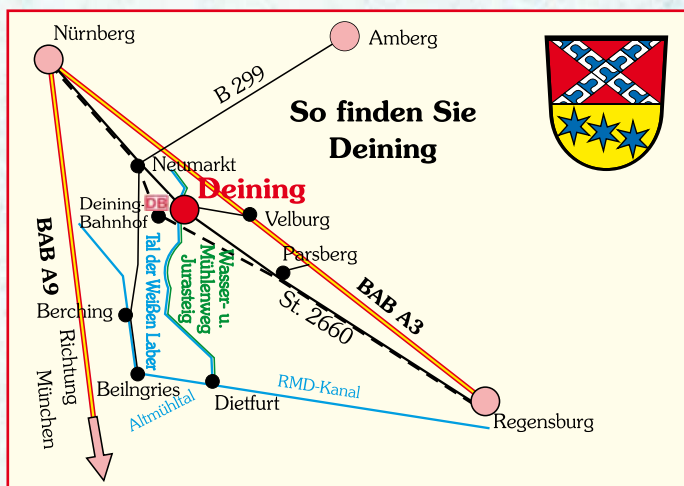 Nürnberg
Amberg
B 299
So finden Sie
Deining
Neumarkt
Deining
Deining-
Bahnhof
DB
Velburg
Parsberg
BAB A9
Richtung
München
Tal der Weißen Laber
Wasser- u.
Mühlenweg
Jurasteig
St. 2660
BAB A3
Berching
Beilngries
Altmühltal
Dietfurt
RMD-Kanal
Regensburg